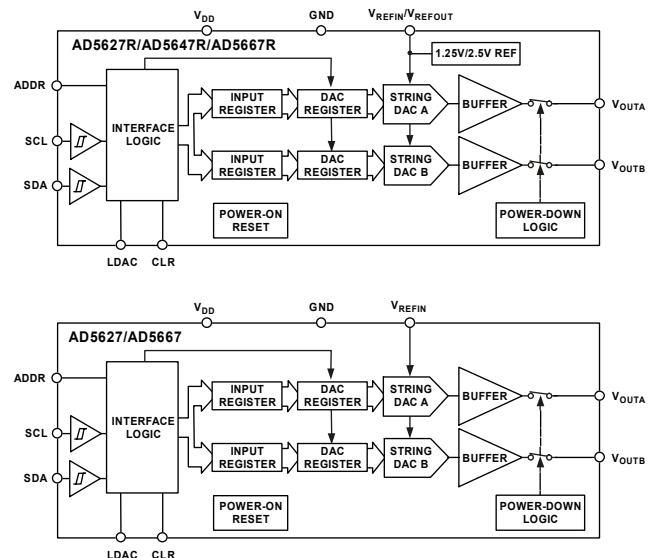 VDD GND VREFIN/VREFOUT
AD5627R/AD5647R/AD5667R
1.25V/2.5V REF
ADDR
SCL
SDA
INTERFACE
LOGIC
INPUT
REGISTER
DAC
REGISTER
STRING
DAC A
BUFFER
VOUTA
INPUT
REGISTER
DAC
REGISTER
STRING
DAC B
BUFFER
VOUTB
POWER-ON
RESET
POWER-DOWN
LOGIC
LDAC CLR
VDD GND VREFIN
AD5627/AD5667
ADDR
SCL
SDA
INTERFACE
LOGIC
INPUT
REGISTER
DAC
REGISTER
STRING
DAC A
BUFFER
VOUTA
INPUT
REGISTER
DAC
REGISTER
STRING
DAC B
BUFFER
VOUTB
POWER-ON
RESET
POWER-DOWN
LOGIC
LDAC CLR